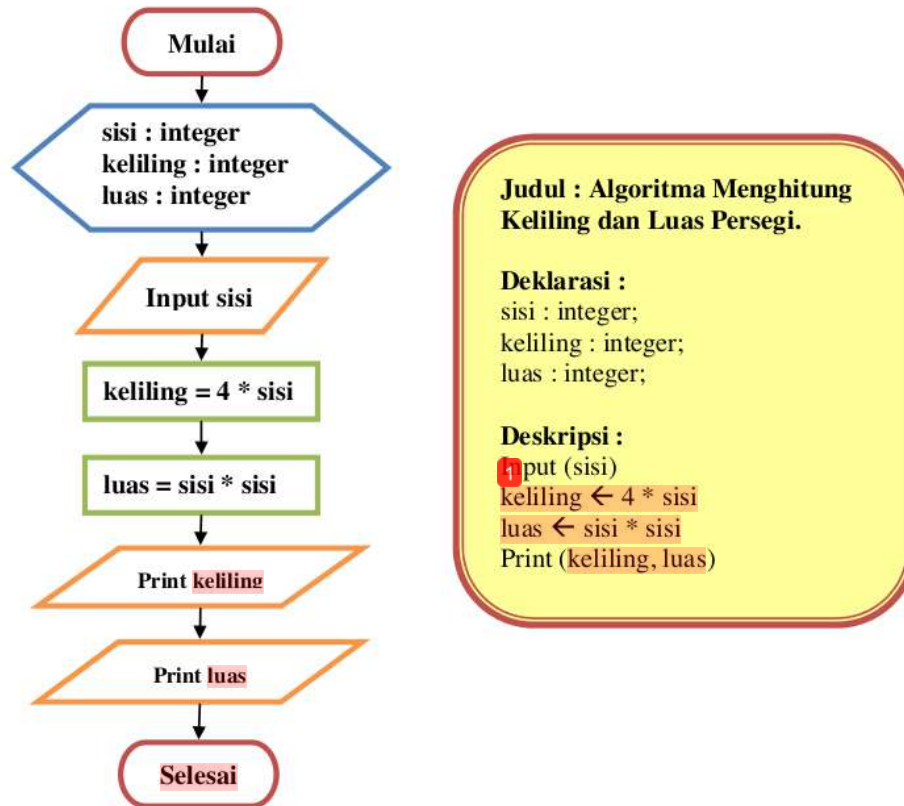 Mulai
sisi : integer
keliling : integer
luas : integer
Input sisi
keliling = 4 * sisi
luas = sisi * sisi
Print keliling
Print luas
Selesai
Judul : Algoritma Menghitung
Keliling dan Luas Persegi.
Deklarasi :
sisi : integer;
keliling : integer;
luas : integer;
Deskripsi :
Input (sisi)
1
keliling ← 4 * sisi
luas ← sisi * sisi
Print (keliling, luas)